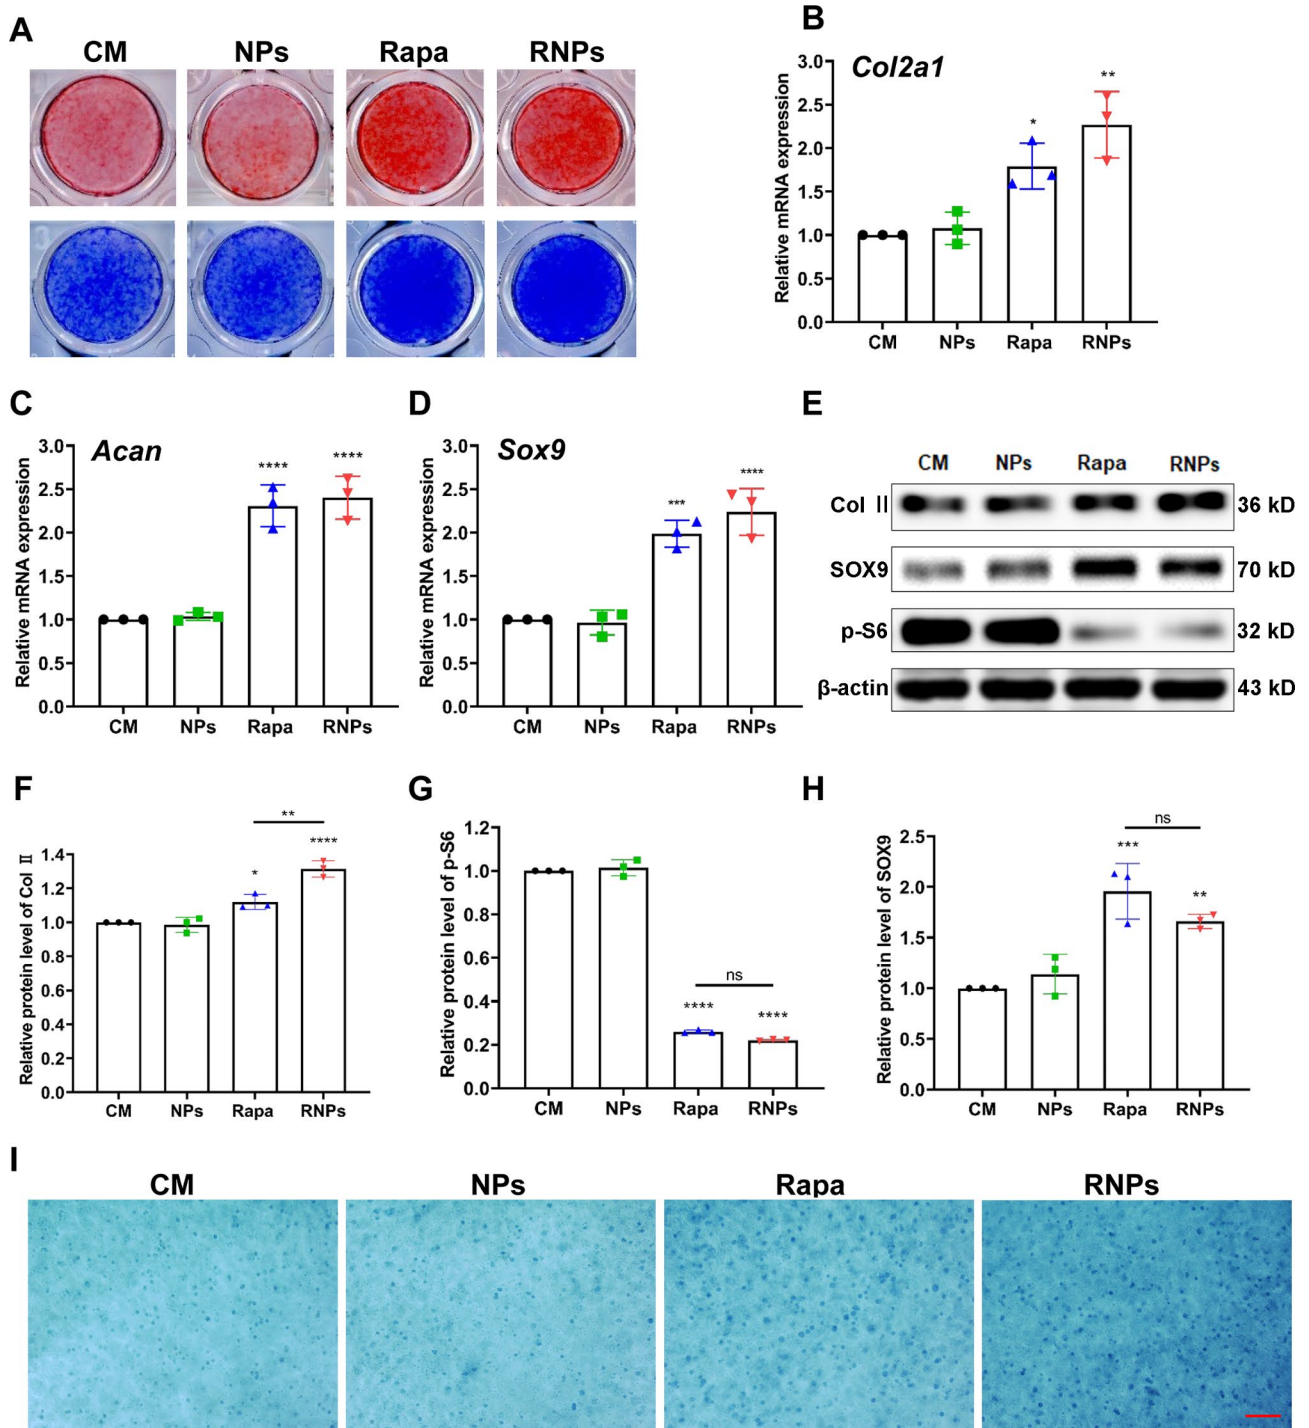 A
CM NPs Rapa RNPs
B
Col2a1
**
*
Relative mRNA expression
3.0
2.5
2.0
1.5
1.0
0.5
0.0
CM NPs Rapa RNPs
C
Acan
**** ****
Relative mRNA expression
3.0
2.5
2.0
1.5
1.0
0.5
0.0
CM NPs Rapa RNPs
D
Sox9
*** ****
Relative mRNA expression
3.0
2.5
2.0
1.5
1.0
0.5
0.0
CM NPs Rapa RNPs
E
CM NPs Rapa RNPs
Col Ⅱ 36 kD
SOX9 70 kD
p-S6 32 kD
β-actin 43 kD
F
**
* ****
Relative protein level of Col Ⅱ
1.4
1.2
1.0
0.8
0.6
0.4
0.2
0.0
CM NPs Rapa RNPs
G
ns
**** ****
Relative protein level of p-S6
1.2
1.0
0.8
0.6
0.4
0.2
0.0
CM NPs Rapa RNPs
H
ns
*** **
Relative protein level of SOX9
2.5
2.0
1.5
1.0
0.5
0.0
CM NPs Rapa RNPs
I
CM NPs Rapa RNPs